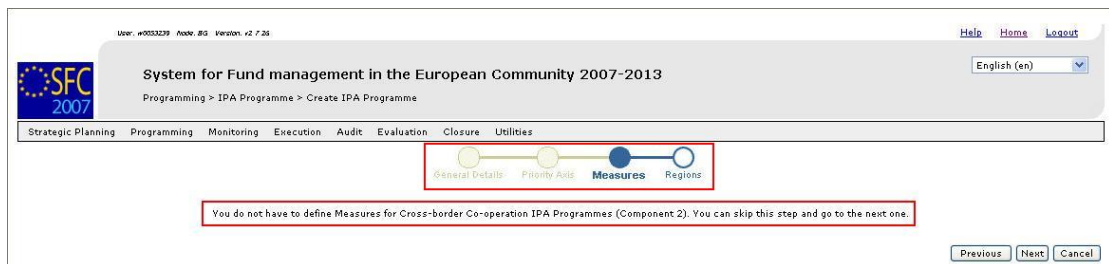 User. w0053239 Node. BG Version. v2 7 26
Help Home Logout
SFC
2007
System for Fund management in the European Community 2007-2013
English (en)
Programming > IPA Programme > Create IPA Programme
Strategic Planning Programming Monitoring Execution Audit Evaluation Closure Utilities
General Details Priority Axis Measures Regions
You do not have to define Measures for Cross-border Co-operation IPA Programmes (Component 2). You can skip this step and go to the next one.
Previous Next Cancel